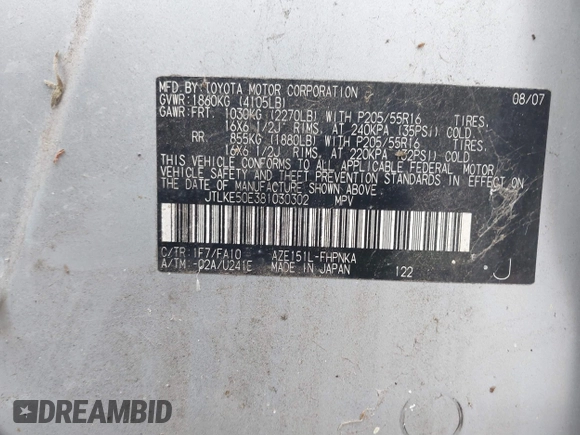 MFD. BY: TOYOTA MOTOR CORPORATION 08/07
GVWR: 1860KG (4105LB)
GAWR: FRT. 1030KG (2270LB) WITH P205/55R16 TIRES,
16X6 1/2J RIMS, AT 240KPA (35PSI) COLD.
RR. 855KG (1880LB) WITH P205/55R16 TIRES,
16X6 1/2J RIMS, AT 220KPA (32PSI) COLD.
THIS VEHICLE CONFORMS TO ALL APPLICABLE FEDERAL MOTOR
VEHICLE SAFETY AND THEFT PREVENTION STANDARDS IN EFFECT
ON THE DATE OF MANUFACTURE SHOWN ABOVE.
JTLKE50E381030302 MPV
C/TR: 1F7/FA10 AZE151L-FHPNKA
A/TM: -02A/U241E MADE IN JAPAN 122 J
DREAMBID